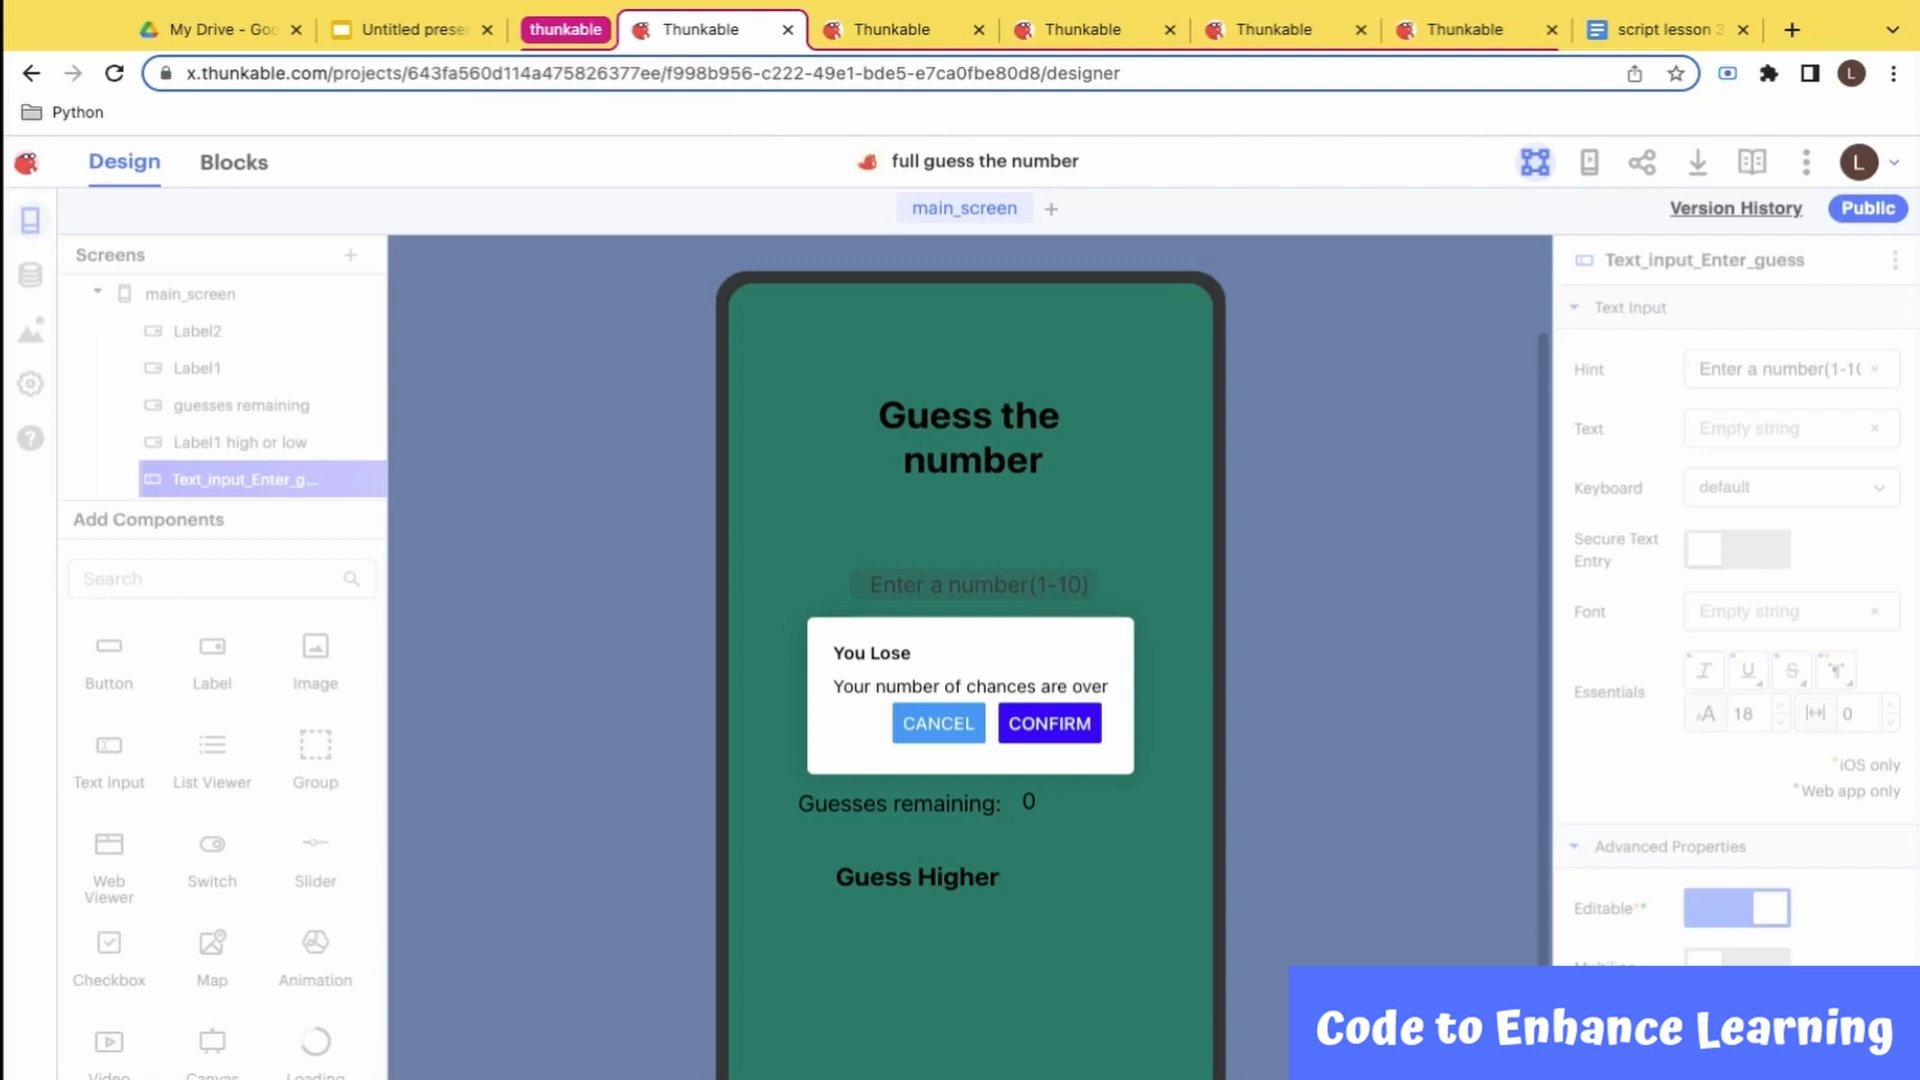 My Drive - Goo
Untitled prese
thunkable
Thunkable
Thunkable
Thunkable
Thunkable
Thunkable
script lesson 3
x.thunkable.com/projects/643fa560d114a475826377ee/f998b956-c222-49e1-bde5-e7ca0fbe80d8/designer
L
Python
Design
Blocks
full guess the number
L
main_screen
Version History
Public
Screens
main_screen
Label2
Label1
guesses remaining
Label1 high or low
Text_input_Enter_g...
Add Components
Search
Button
Label
Image
Text Input
List Viewer
Group
Web Viewer
Switch
Slider
Checkbox
Map
Animation
Video
Canvas
Loading
Guess the
number
Enter a number(1-10)
You Lose
Your number of chances are over
CANCEL
CONFIRM
Guesses remaining: 0
Guess Higher
Text_input_Enter_guess
Text Input
Hint
Enter a number(1-10
Text
Empty string
Keyboard
default
Secure Text
Entry
Font
Empty string
Essentials
18
0
*iOS only
*Web app only
Advanced Properties
Editable**
Code to Enhance Learning